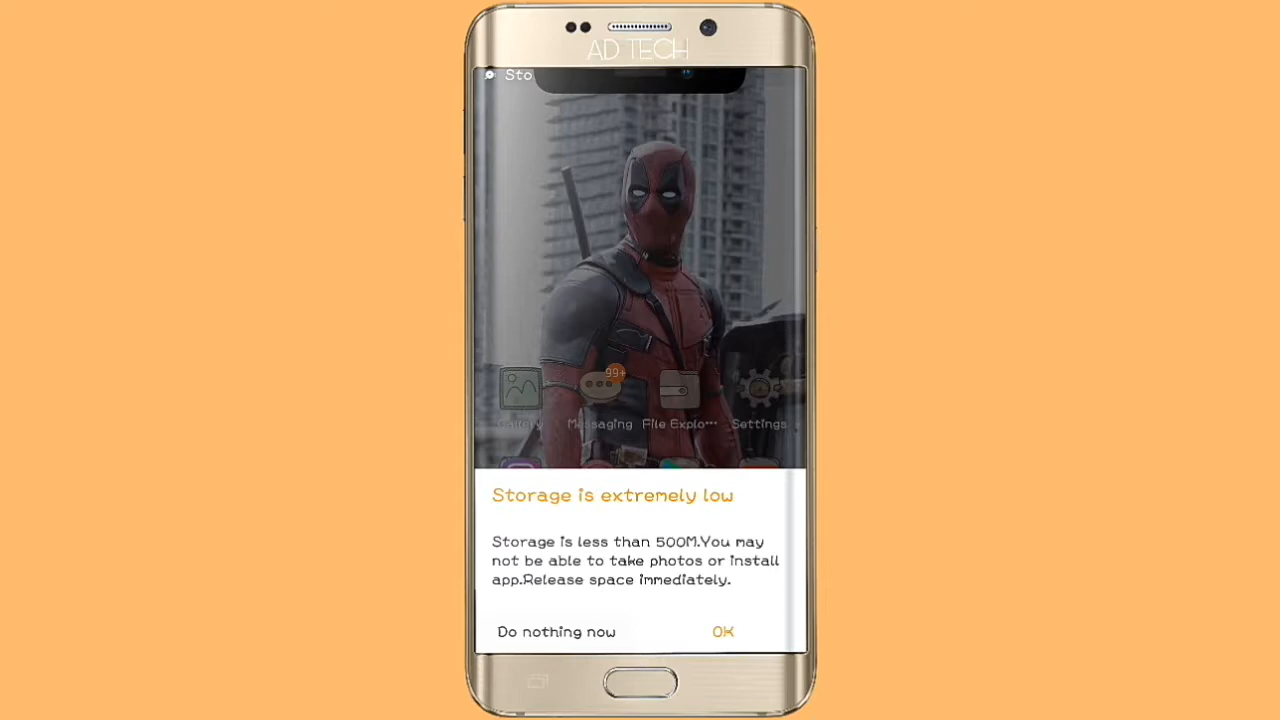 AD TECH
Sto
99+
Gallery
Messaging
File Explo···
Settings
Storage is extremely low
Storage is less than 500M.You may
not be able to take photos or install
app.Release space immediately.
Do nothing now
OK